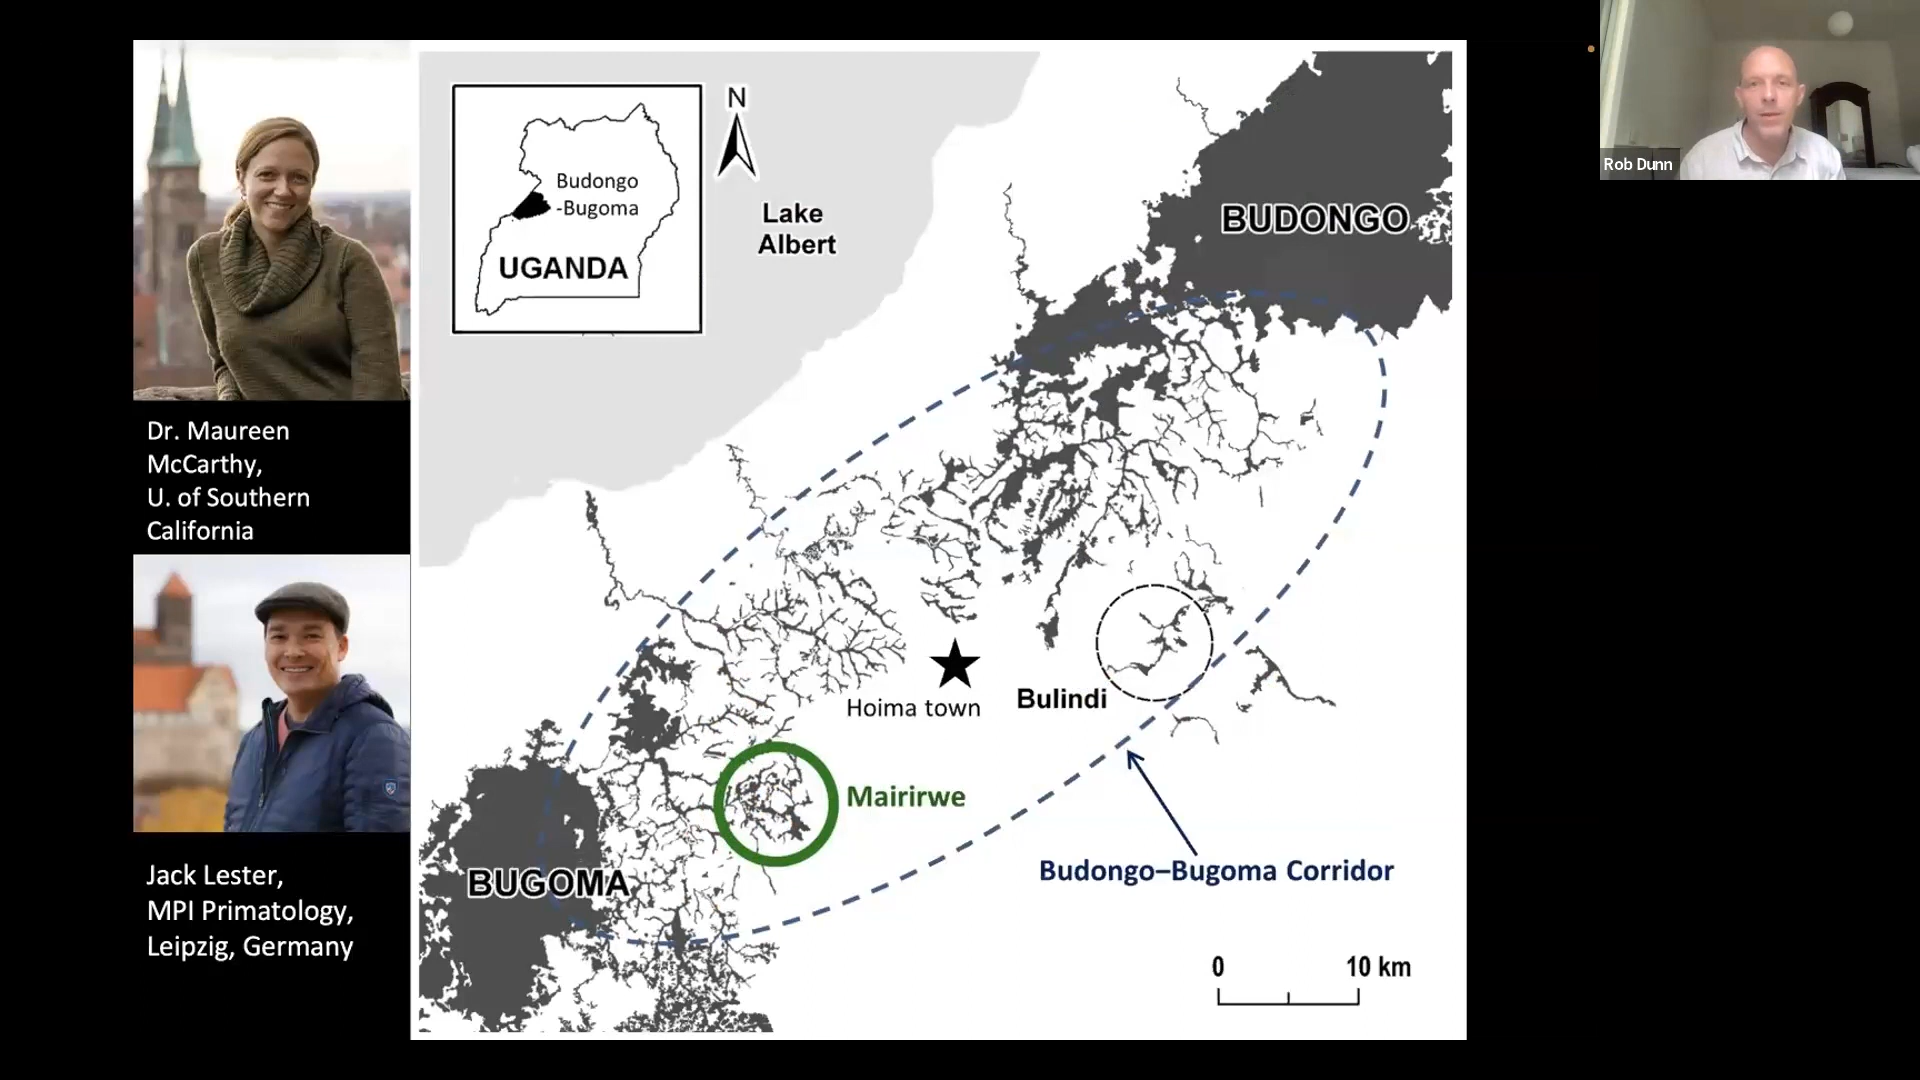 Rob Dunn
N
Budongo
-Bugoma
UGANDA
Lake
Albert
BUDONGO
Dr. Maureen
McCarthy,
U. of Southern
California
Hoima town
Bulindi
Mairirwe
Budongo–Bugoma Corridor
BUGOMA
Jack Lester,
MPI Primatology,
Leipzig, Germany
0 10 km